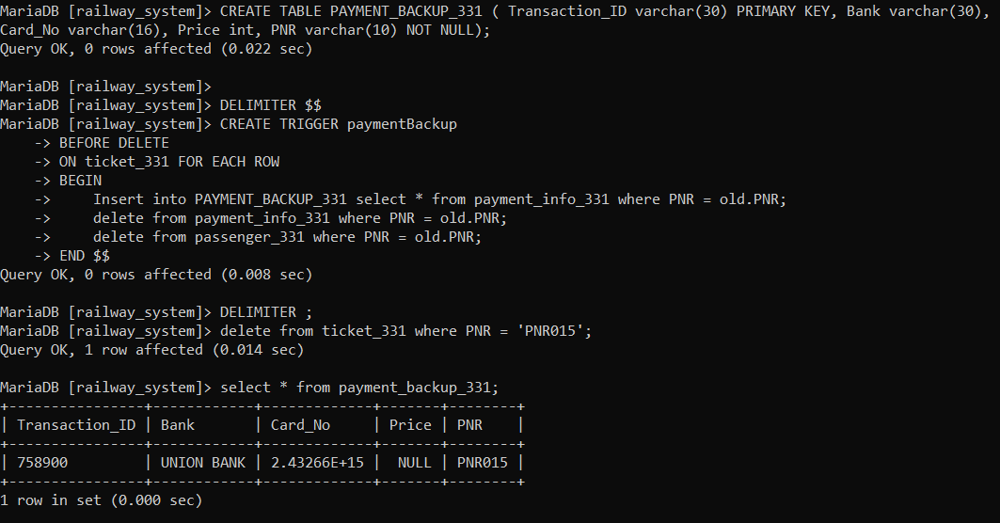 MariaDB [railway_system]> CREATE TABLE PAYMENT_BACKUP_331 ( Transaction_ID varchar(30) PRIMARY KEY, Bank varchar(30),
Card_No varchar(16), Price int, PNR varchar(10) NOT NULL);
Query OK, 0 rows affected (0.022 sec)

MariaDB [railway_system]>
MariaDB [railway_system]> DELIMITER $$
MariaDB [railway_system]> CREATE TRIGGER paymentBackup
    -> BEFORE DELETE
    -> ON ticket_331 FOR EACH ROW
    -> BEGIN
    ->     Insert into PAYMENT_BACKUP_331 select * from payment_info_331 where PNR = old.PNR;
    ->     delete from payment_info_331 where PNR = old.PNR;
    ->     delete from passenger_331 where PNR = old.PNR;
    -> END $$
Query OK, 0 rows affected (0.008 sec)

MariaDB [railway_system]> DELIMITER ;
MariaDB [railway_system]> delete from ticket_331 where PNR = 'PNR015';
Query OK, 1 row affected (0.014 sec)

MariaDB [railway_system]> select * from payment_backup_331;
+----------------+------------+-------------+-------+--------+
| Transaction_ID | Bank       | Card_No     | Price | PNR    |
+----------------+------------+-------------+-------+--------+
| 758900         | UNION BANK | 2.43266E+15 |  NULL | PNR015 |
+----------------+------------+-------------+-------+--------+
1 row in set (0.000 sec)